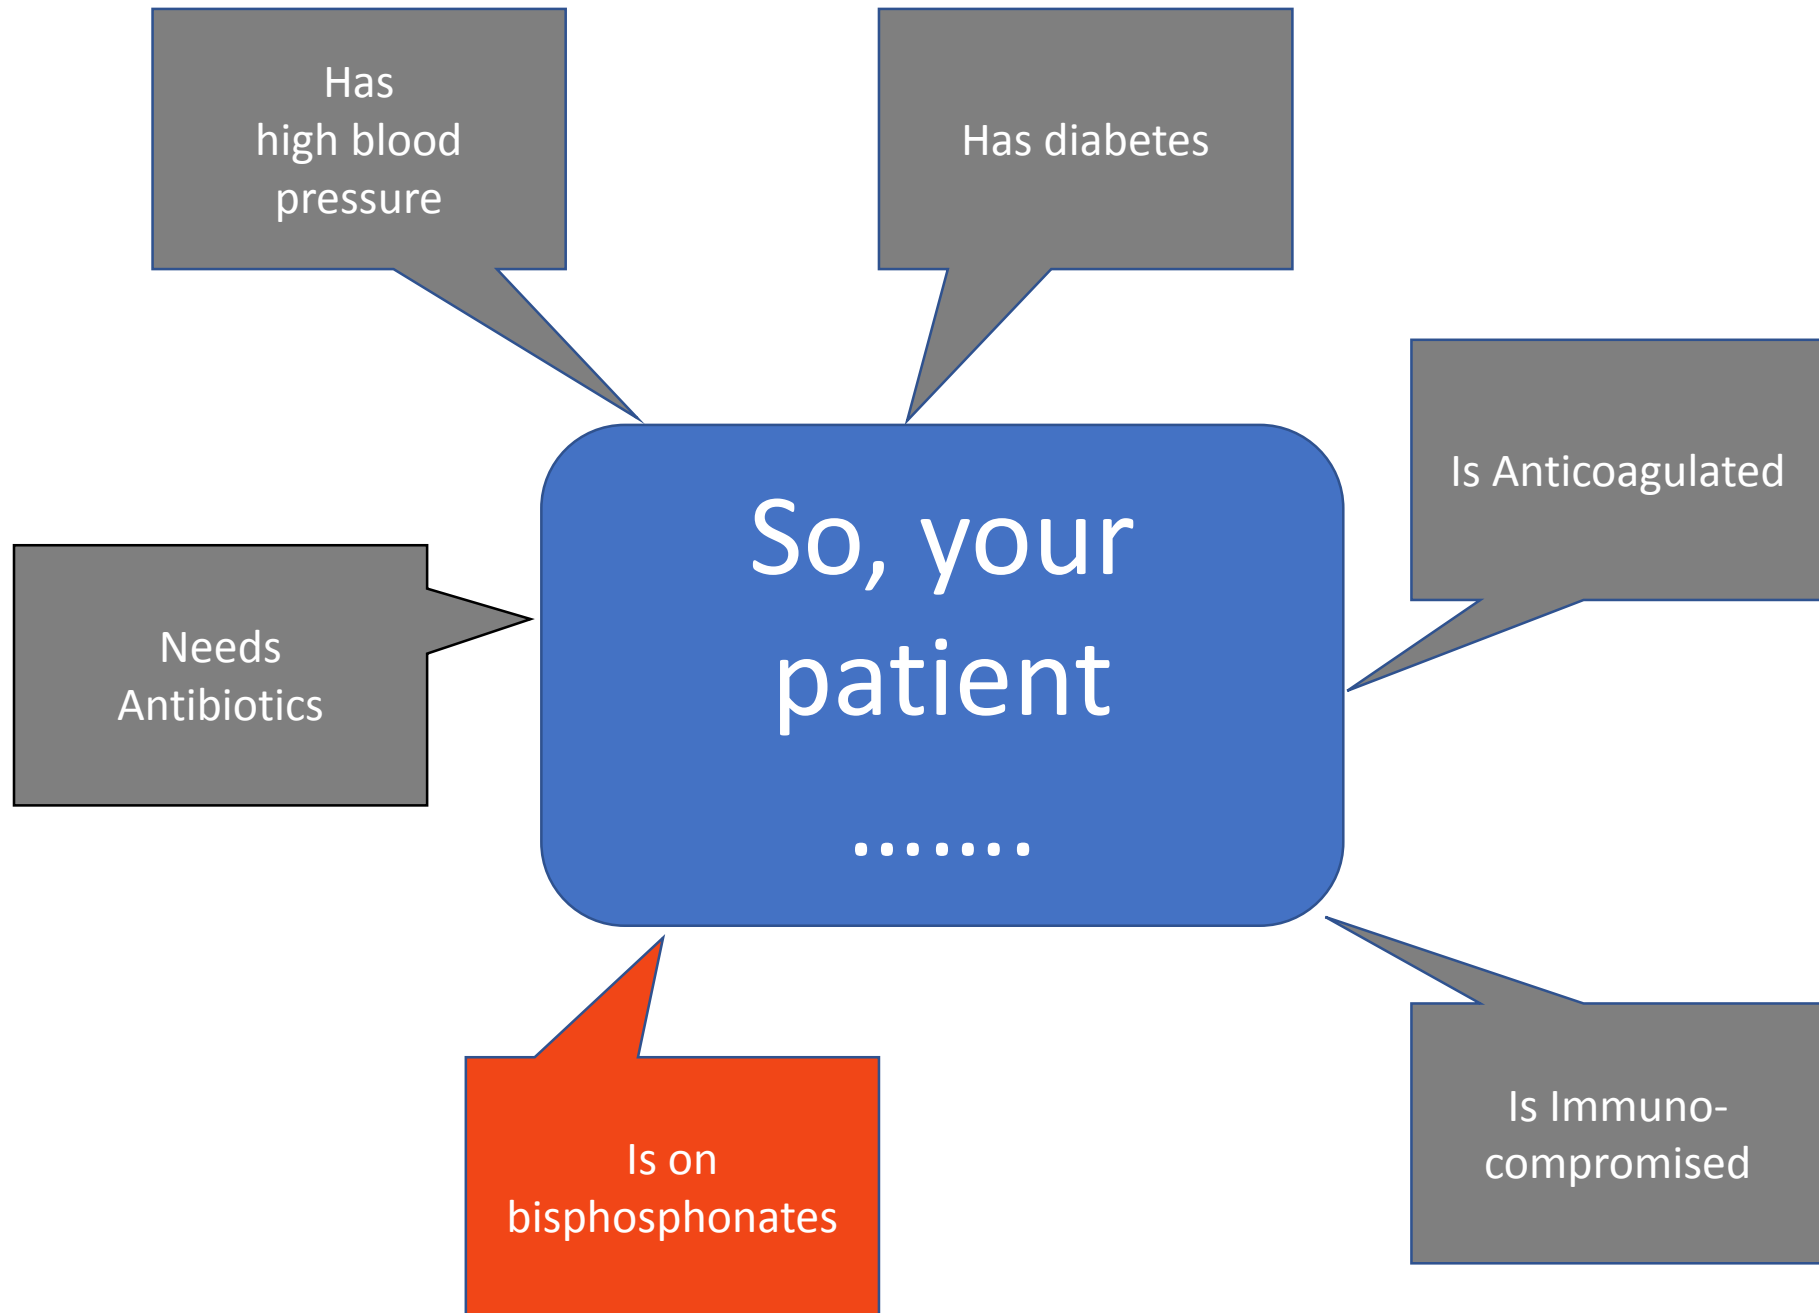 Has
high blood
pressure
Has diabetes
Is Anticoagulated
So, your
patient
.......
Needs
Antibiotics
Is on
bisphosphonates
Is Immuno-
compromised